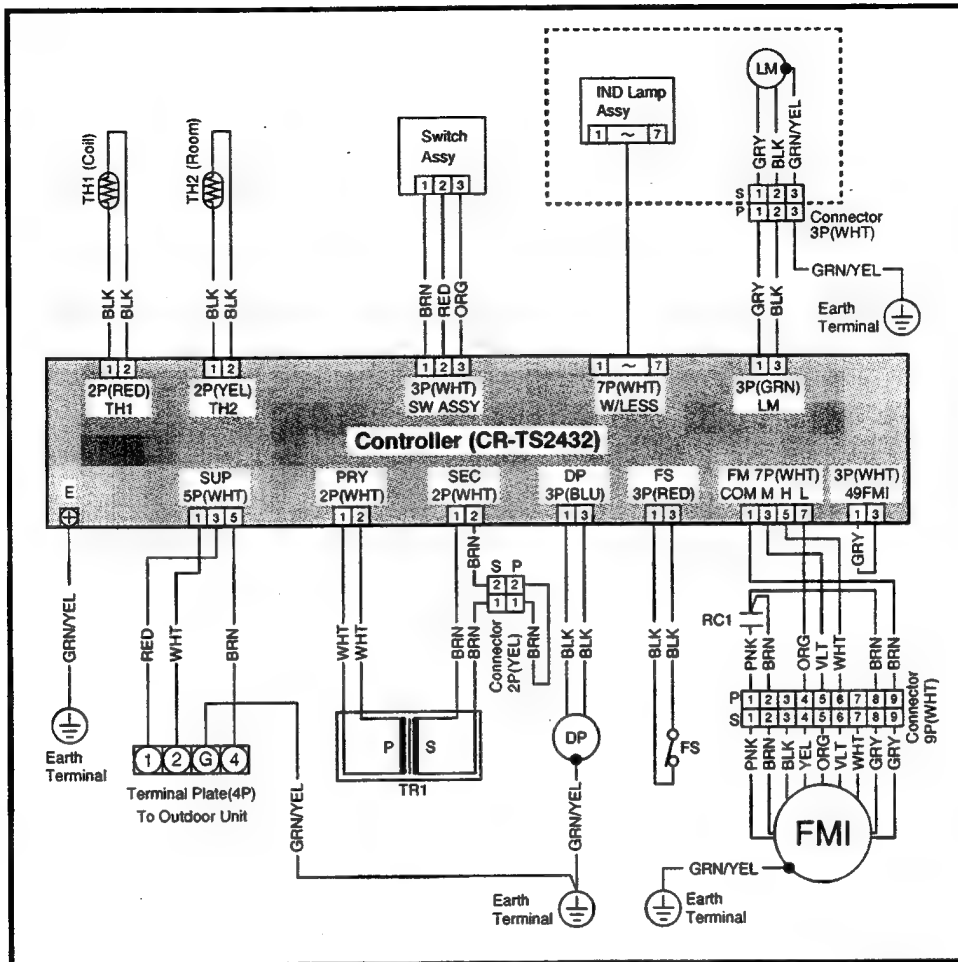 LM
IND Lamp
Assy
1 ~ 7
Switch
Assy
1 2 3
TH1 (Coil)
TH2 (Room)
GRY
BLK
GRN/YEL
S 1 2 3
P 1 2 3
Connector
3P(WHT)
GRN/YEL
Earth
Terminal
BLK
BLK
BLK
BLK
BRN
RED
ORG
GRY
BLK
1 2
1 2
1 2 3
1 ~ 7
1 3
2P(RED)
TH1
2P(YEL)
TH2
3P(WHT)
SW ASSY
7P(WHT)
W/LESS
3P(GRN)
LM
Controller (CR-TS2432)
E
SUP
5P(WHT)
PRY
2P(WHT)
SEC
2P(WHT)
DP
3P(BLU)
FS
3P(RED)
FM 7P(WHT)
COM M H L
3P(WHT)
49FMI
1 3 5
1 2
1 2
1 3
1 3
1 3 5 7
1 3
GRN/YEL
RED
WHT
BRN
WHT
WHT
BRN
BRN
BRN
S P
2 2
1 1
BRN
Connector
2P(YEL)
BLK
BLK
BLK
BLK
GRY
RC1
PNK
BRN
ORG
VLT
WHT
BRN
BRN
P 1 2 3 4 5 6 7 8 9
S 1 2 3 4 5 6 7 8 9
Connector
9P(WHT)
PNK
BRN
BLK
YEL
ORG
VLT
WHT
GRY
GRY
FMI
Earth
Terminal
1 2 G 4
Terminal Plate(4P)
To Outdoor Unit
GRN/YEL
P S
TR1
DP
GRN/YEL
FS
GRN/YEL
Earth
Terminal
Earth
Terminal